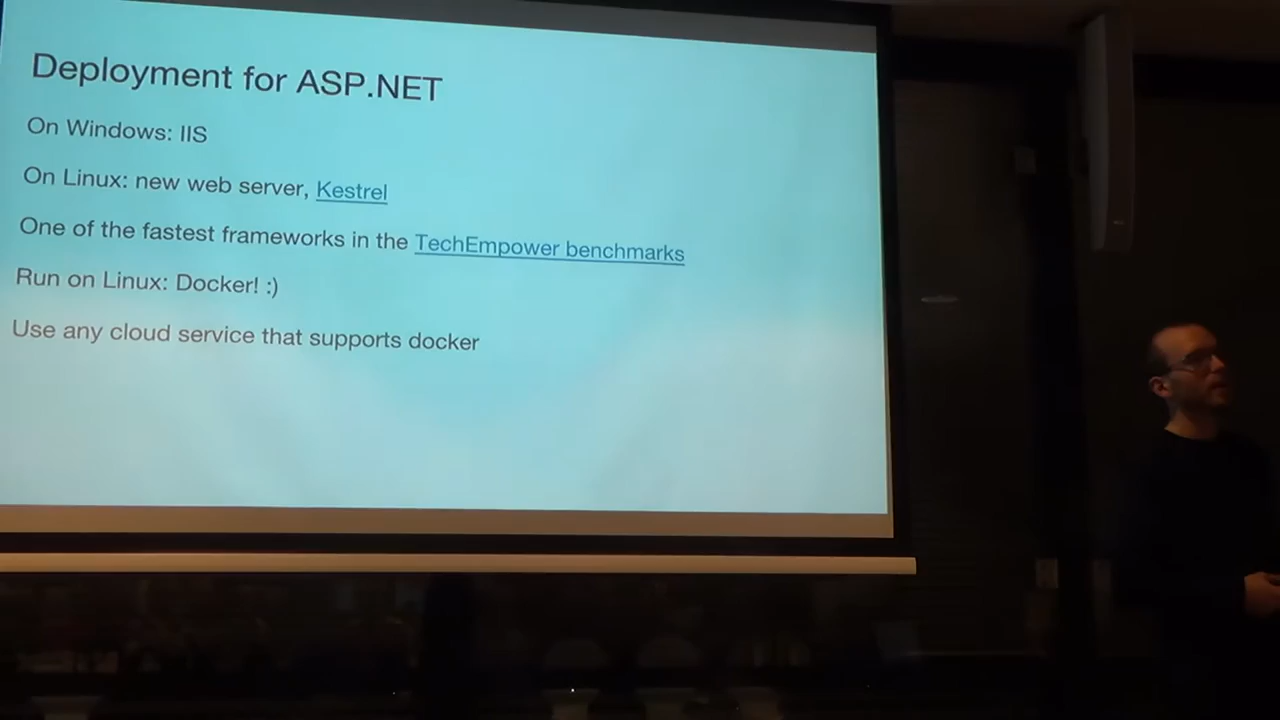 Deployment for ASP.NET
On Windows: IIS
On Linux: new web server, Kestrel
One of the fastest frameworks in the TechEmpower benchmarks
Run on Linux: Docker! :)
Use any cloud service that supports docker